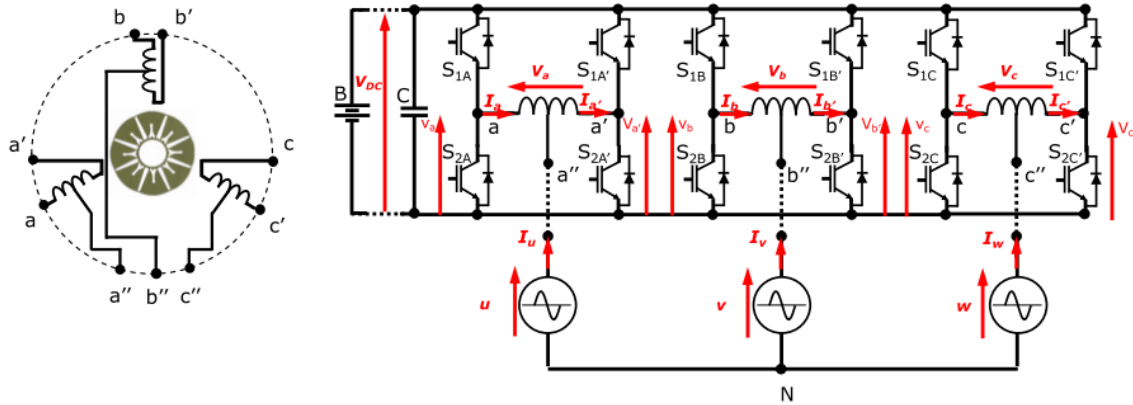 b b'
a'
a
c
c'
a'' b'' c''
B
V_DC
C
v_a
S_1A
V_a
S_1A'
I_a
I_a'
a
a'
S_2A
S_2A'
a''
V_a'
v_b
S_1B
V_b
S_1B'
I_b
I_b'
b
b'
S_2B
S_2B'
b''
V_b'
v_c
S_1C
V_c
S_1C'
I_c
I_c'
c
c'
S_2C
S_2C'
c''
V_c
I_u
I_v
I_w
u
v
w
N